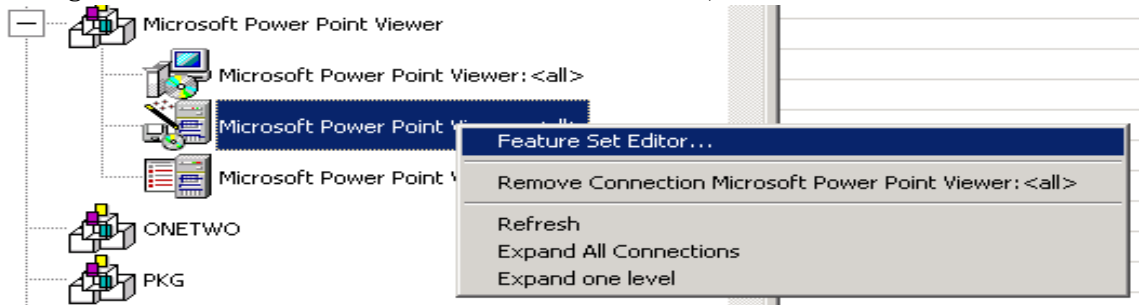 Microsoft Power Point Viewer
Microsoft Power Point Viewer:<all>
Microsoft Power Point
Feature Set Editor...
Microsoft Power Point
Remove Connection Microsoft Power Point Viewer:<all>
ONETWO
Refresh
Expand All Connections
PKG
Expand one level